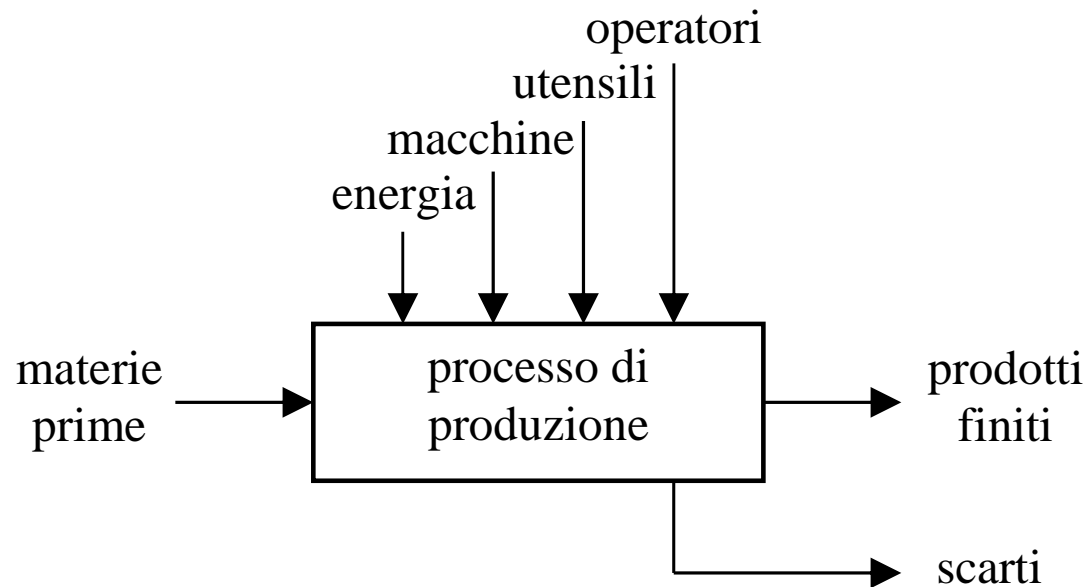 operatori
utensili
macchine
energia
materie
prime
processo di
produzione
prodotti
finiti
scarti